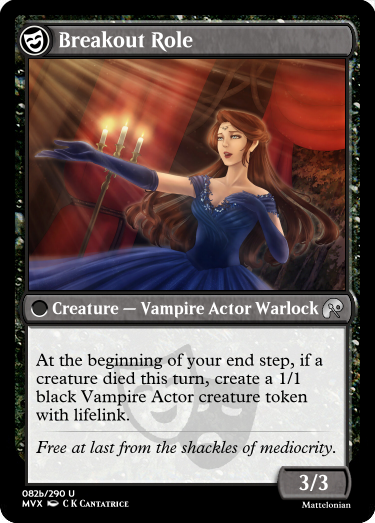 Breakout Role
Creature — Vampire Actor Warlock
At the beginning of your end step, if a
creature died this turn, create a 1/1
black Vampire Actor creature token
with lifelink.
Free at last from the shackles of mediocrity.
3/3
082b/290 U
MVX C K Cantatrice
Mattelonian